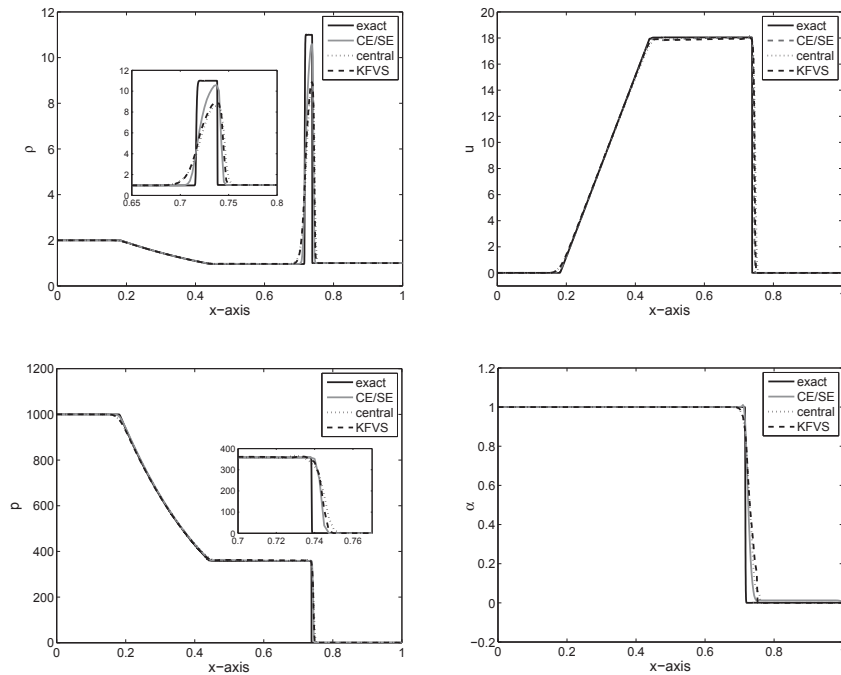 12
10
8
6
4
2
0
ρ
exact
CE/SE
central
KFVS
12
10
8
6
4
2
0
0.65 0.7 0.75 0.8
0 0.2 0.4 0.6 0.8 1
x-axis
20
18
16
14
12
10
8
6
4
2
0
u
exact
CE/SE
central
KFVS
0 0.2 0.4 0.6 0.8 1
x-axis
1200
1000
800
600
400
200
0
p
exact
CE/SE
central
KFVS
400
300
200
100
0
0.7 0.72 0.74 0.76
0 0.2 0.4 0.6 0.8 1
x-axis
1.2
1
0.8
0.6
0.4
0.2
0
−0.2
α
exact
CE/SE
central
KFVS
0 0.2 0.4 0.6 0.8 1
x-axis